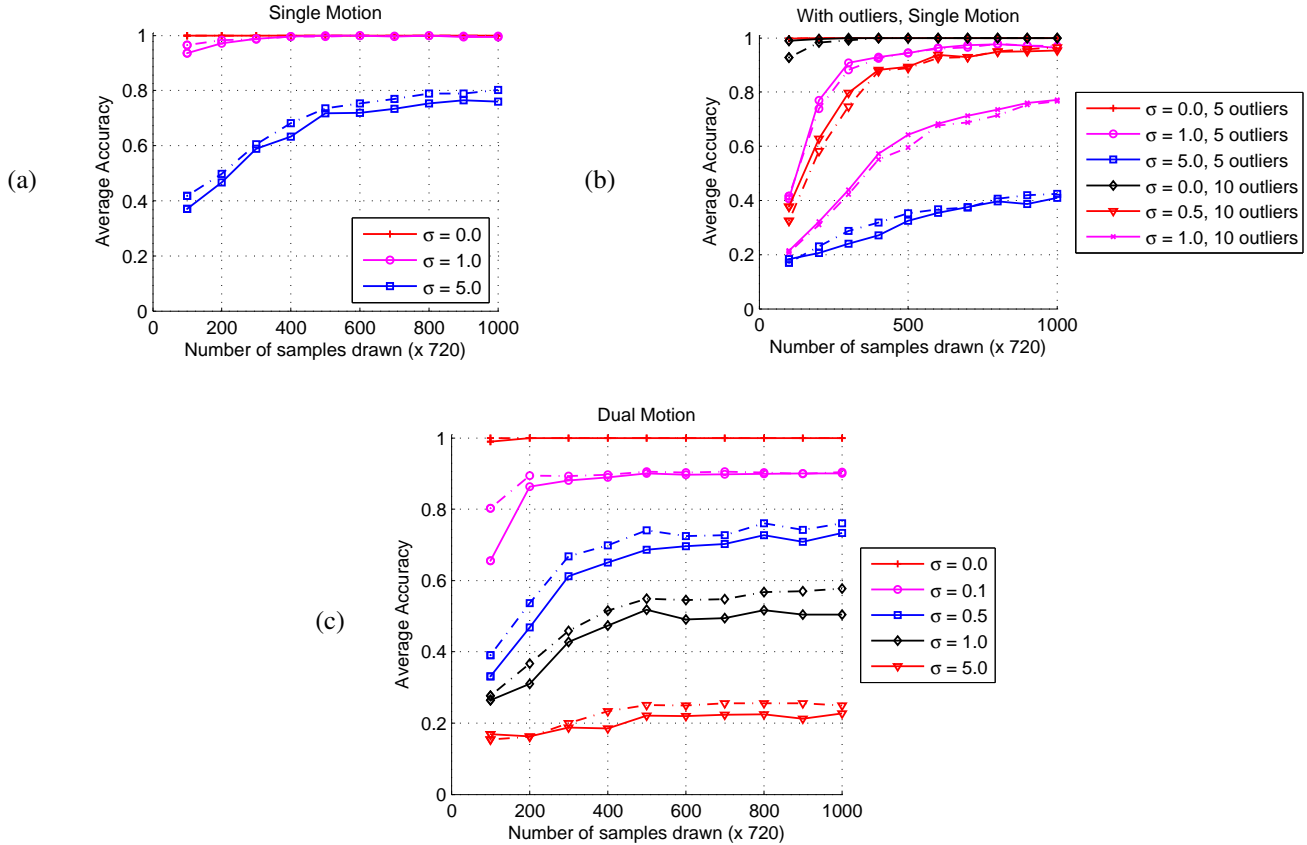 (a)
Single Motion
Average Accuracy
1
0.8
0.6
0.4
0.2
0
0 200 400 600 800 1000
Number of samples drawn (x 720)
σ = 0.0
σ = 1.0
σ = 5.0
(b)
With outliers, Single Motion
Average Accuracy
1
0.8
0.6
0.4
0.2
0
0 500 1000
Number of samples drawn (x 720)
σ = 0.0, 5 outliers
σ = 1.0, 5 outliers
σ = 5.0, 5 outliers
σ = 0.0, 10 outliers
σ = 0.5, 10 outliers
σ = 1.0, 10 outliers
(c)
Dual Motion
Average Accuracy
1
0.8
0.6
0.4
0.2
0
0 200 400 600 800 1000
Number of samples drawn (x 720)
σ = 0.0
σ = 0.1
σ = 0.5
σ = 1.0
σ = 5.0